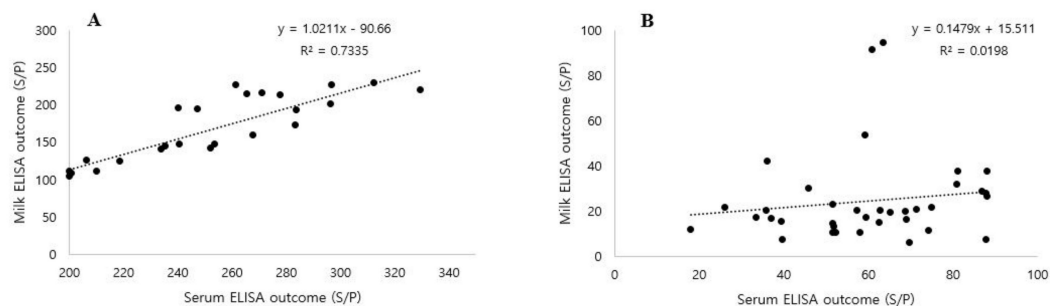 A
y = 1.0211x - 90.66
R² = 0.7335
Milk ELISA outcome (S/P)
300
250
200
150
100
50
0
200 220 240 260 280 300 320 340
Serum ELISA outcome (S/P)
B
y = 0.1479x + 15.511
R² = 0.0198
Milk ELISA outcome (S/P)
100
80
60
40
20
0
0 20 40 60 80 100
Serum ELISA outcome (S/P)